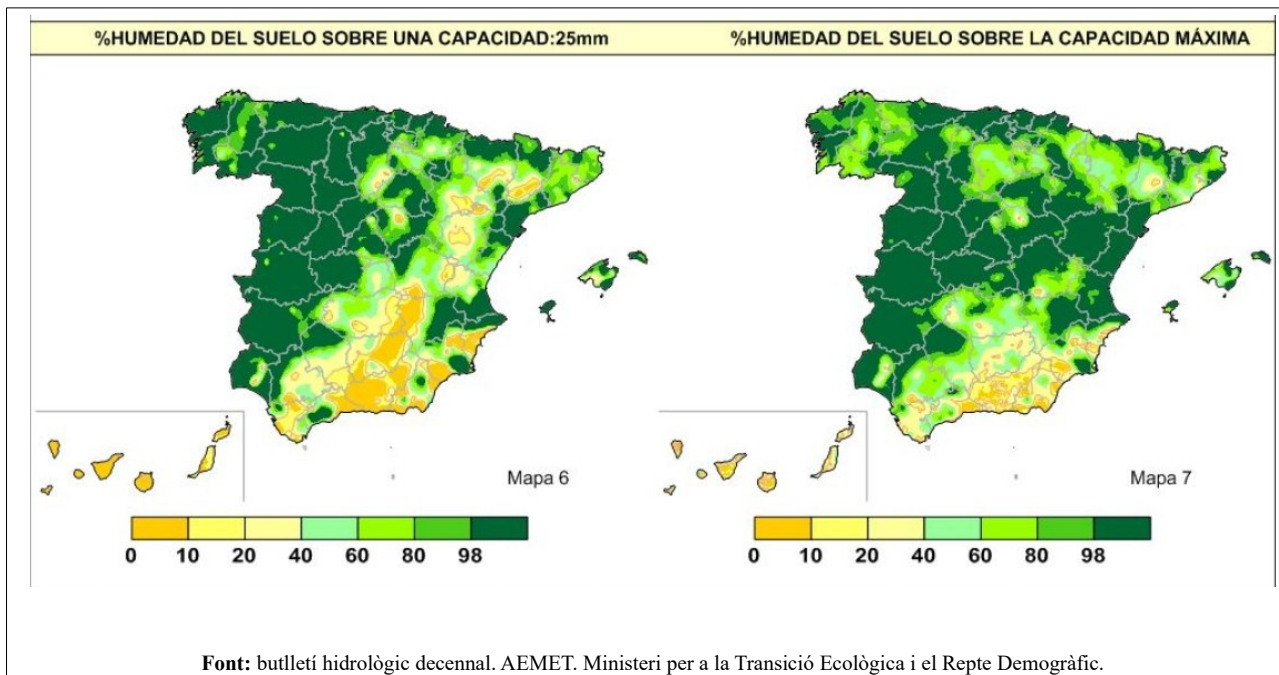 %HUMEDAD DEL SUELO SOBRE UNA CAPACIDAD:25mm
%HUMEDAD DEL SUELO SOBRE LA CAPACIDAD MÁXIMA
Mapa 6
Mapa 7
0 10 20 40 60 80 98
0 10 20 40 60 80 98
Font: butlletí hidrològic decennal. AEMET. Ministeri per a la Transició Ecològica i el Repte Demogràfic.